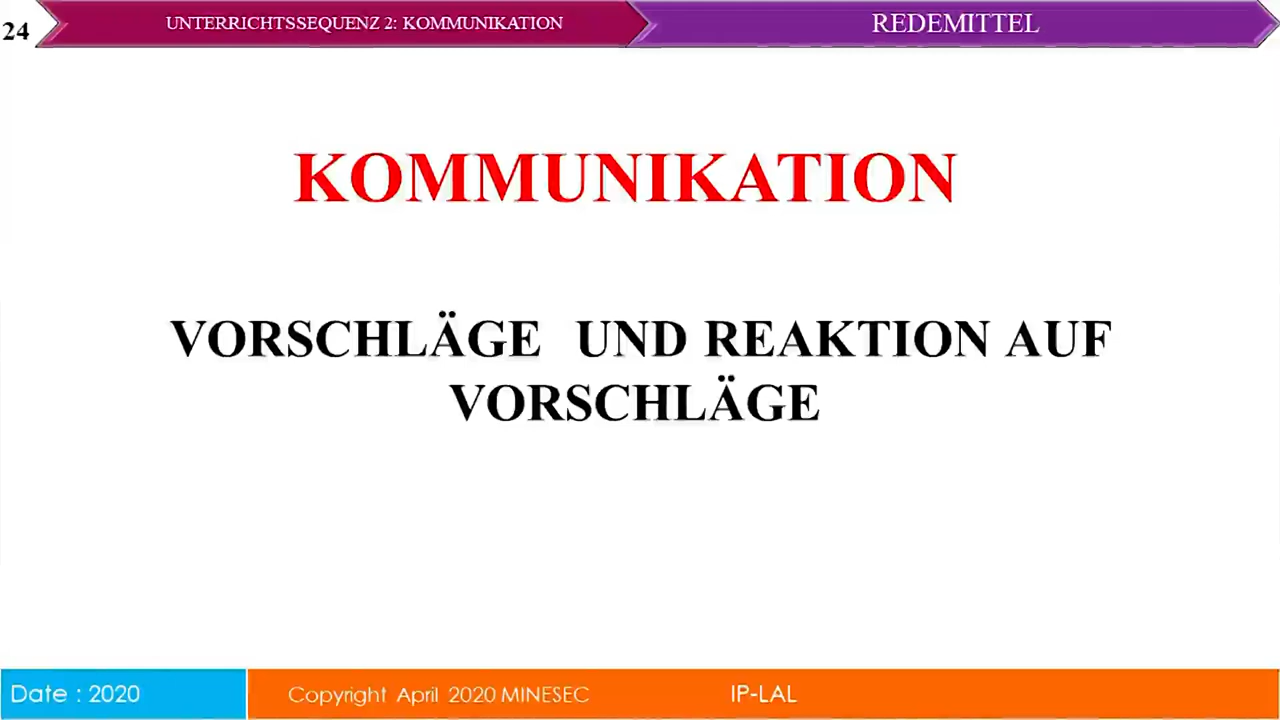 24
UNTERRICHTSSEQUENZ 2: KOMMUNIKATION
REDEMITTEL
KOMMUNIKATION
VORSCHLÄGE UND REAKTION AUF
VORSCHLÄGE
Date : 2020
Copyright April 2020 MINESEC
IP-LAL